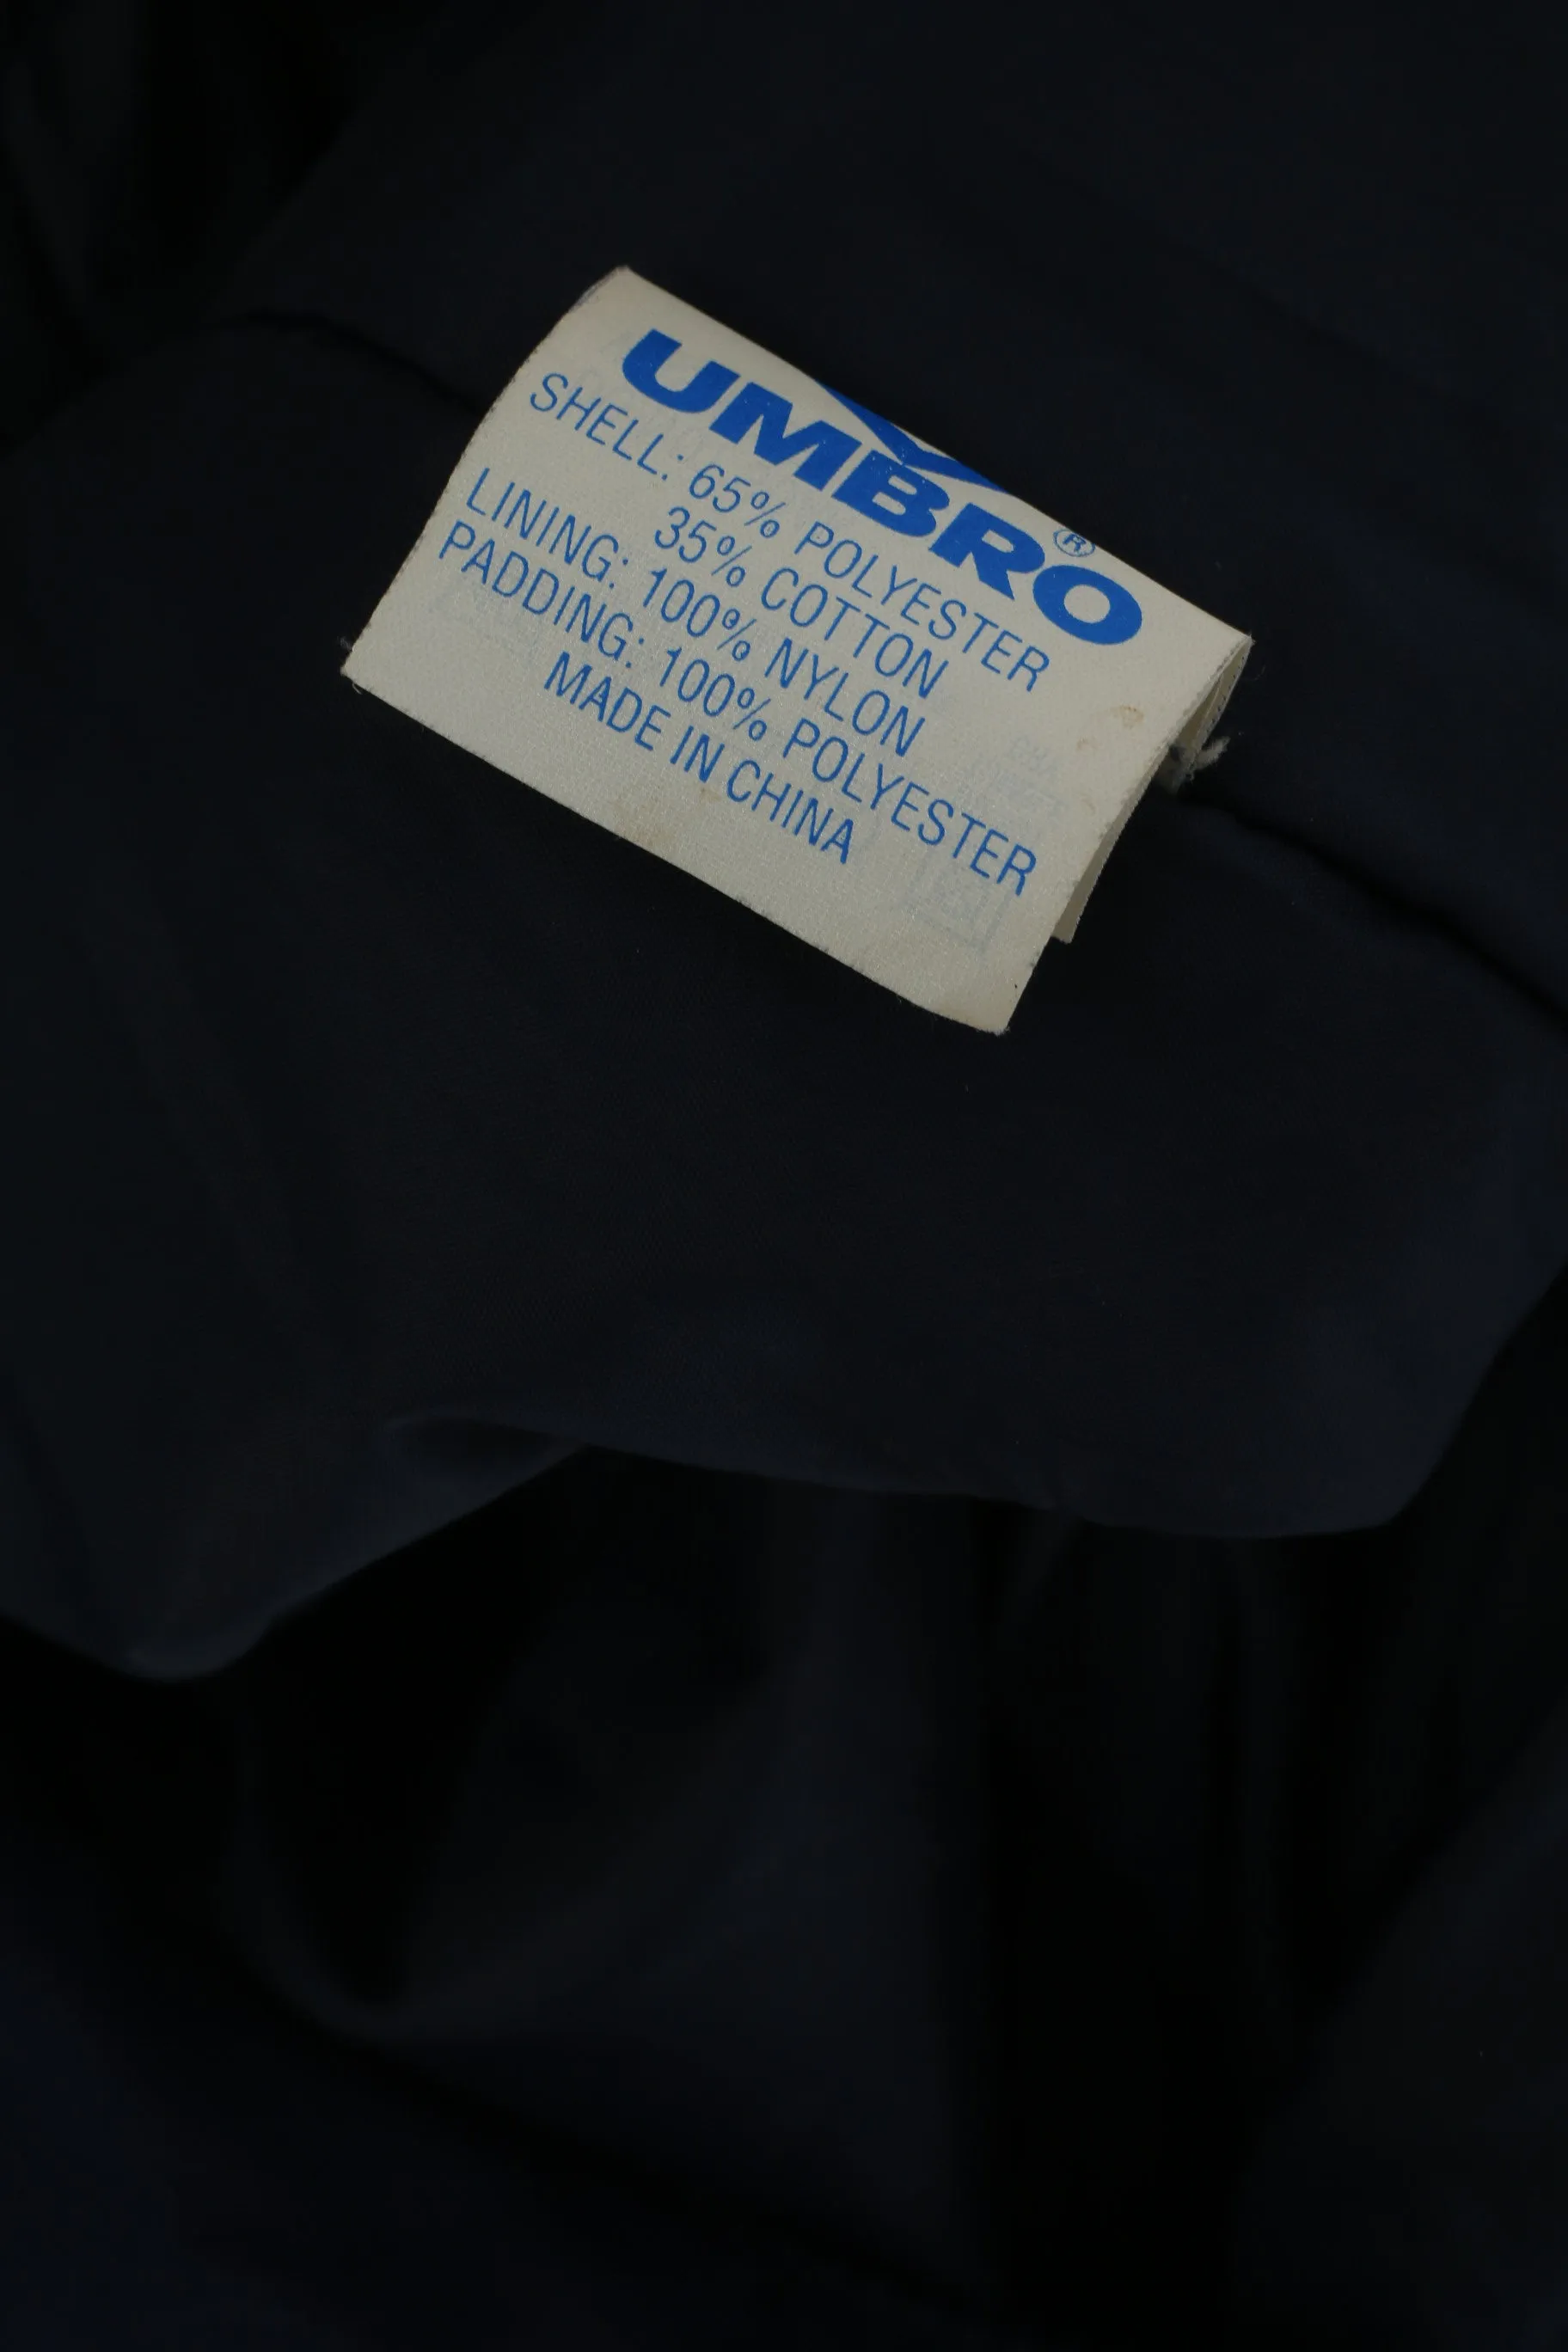 UMBRO®
SHELL: 65% POLYESTER
35% COTTON
LINING: 100% NYLON
PADDING: 100% POLYESTER
MADE IN CHINA